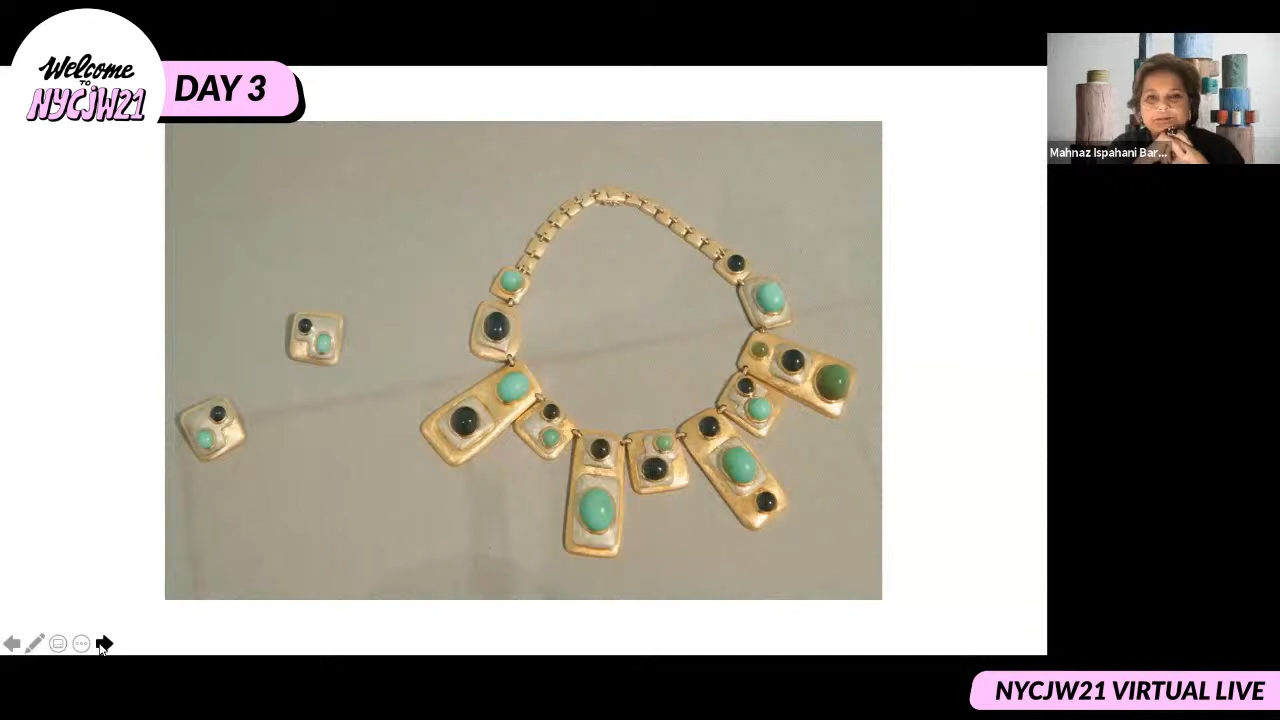 Welcome
TO
NYCJW21
DAY 3
Mahnaz Ispahani Bar...
NYCJW21 VIRTUAL LIVE